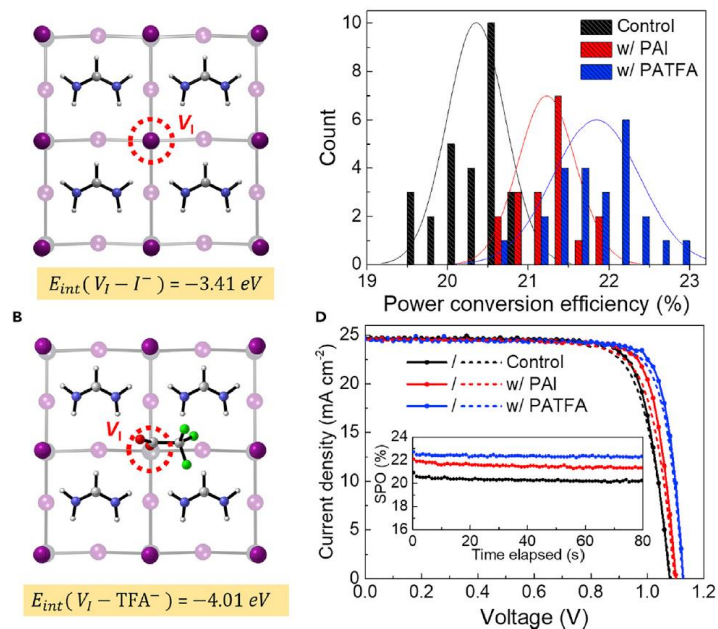 V_I
E_int(V_I − I⁻) = −3.41 eV
10
8
6
4
2
0
Count
Control
w/ PAI
w/ PATFA
19 20 21 22 23
Power conversion efficiency (%)
B
V_I
E_int(V_I − TFA⁻) = −4.01 eV
D
25
20
15
10
5
0
Current density (mA cm⁻²)
/ Control
/ w/ PAI
/ w/ PATFA
24
22
20
18
16
SPO (%)
0 20 40 60 80
Time elapsed (s)
0.0 0.2 0.4 0.6 0.8 1.0 1.2
Voltage (V)